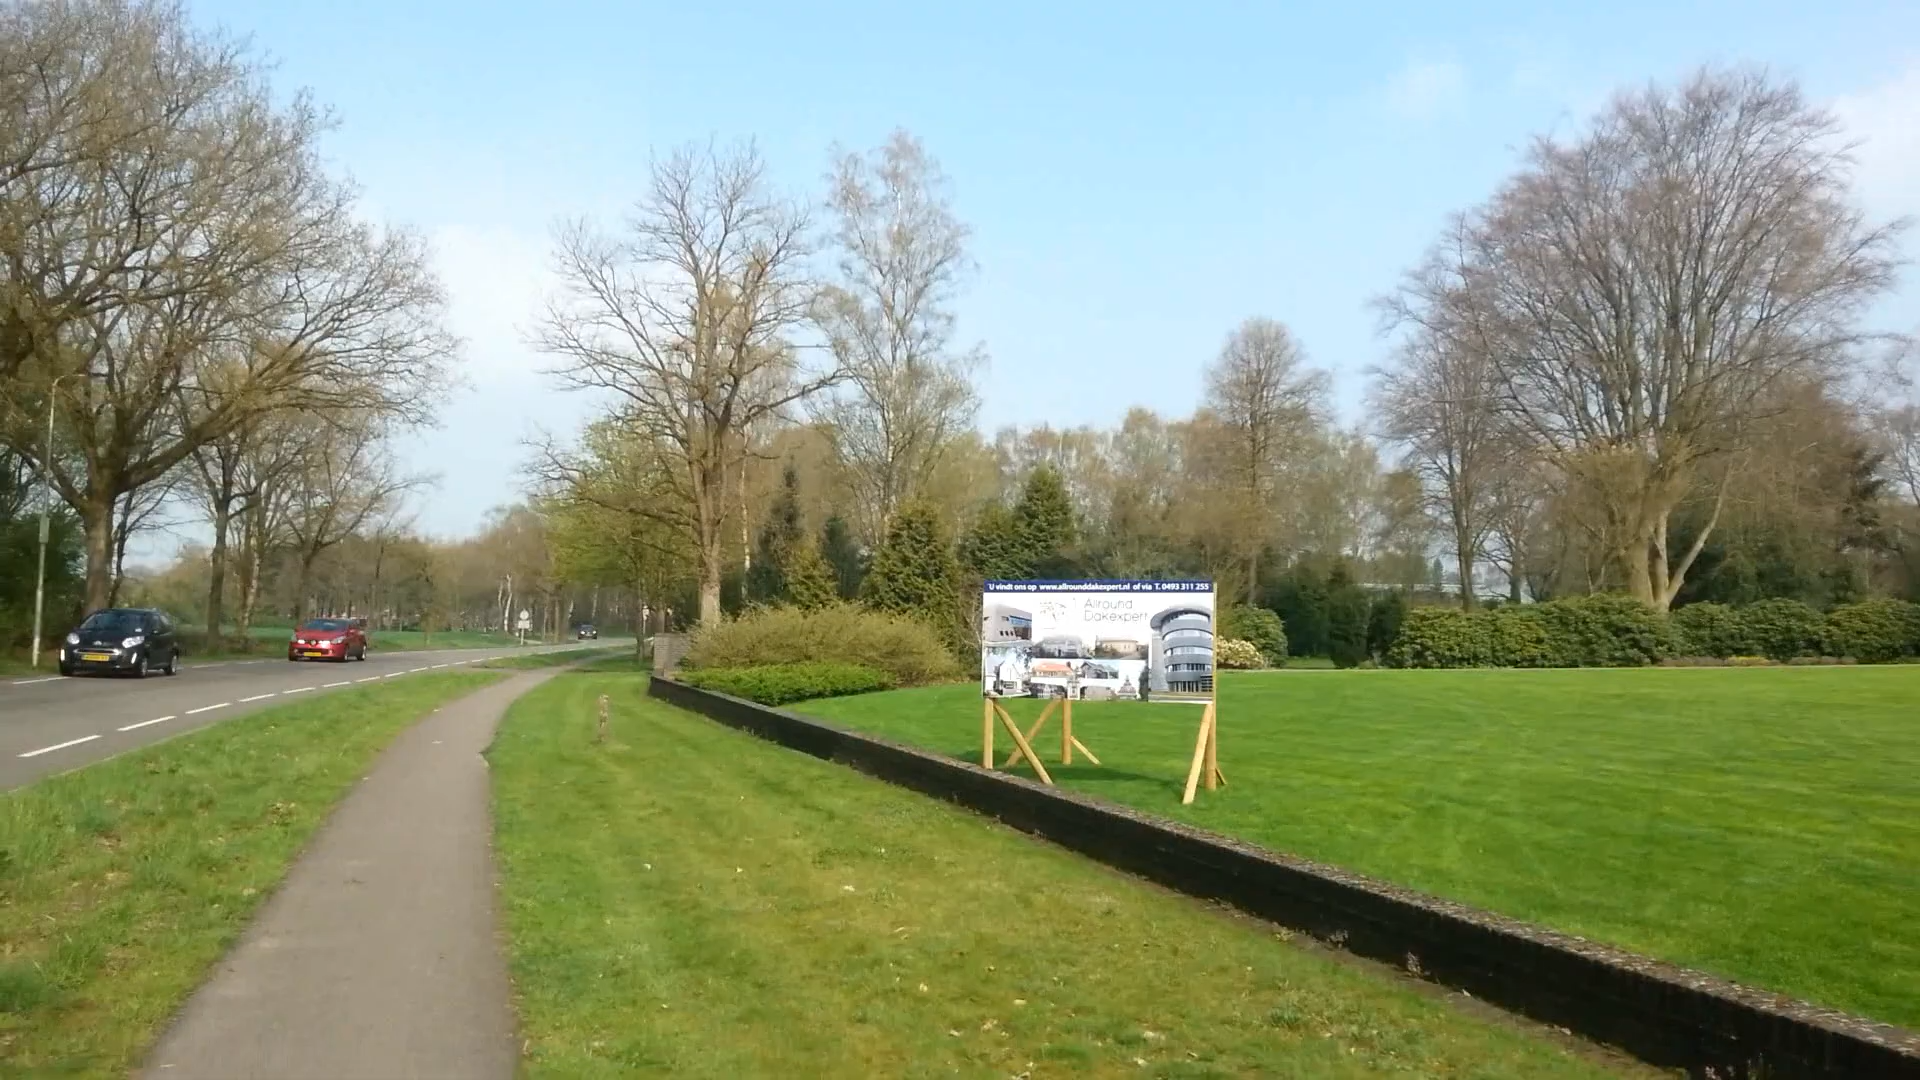 U vindt ons op www.allrounddakexpert.nl of via T. 0493 311 255
Allround
Dakexpert